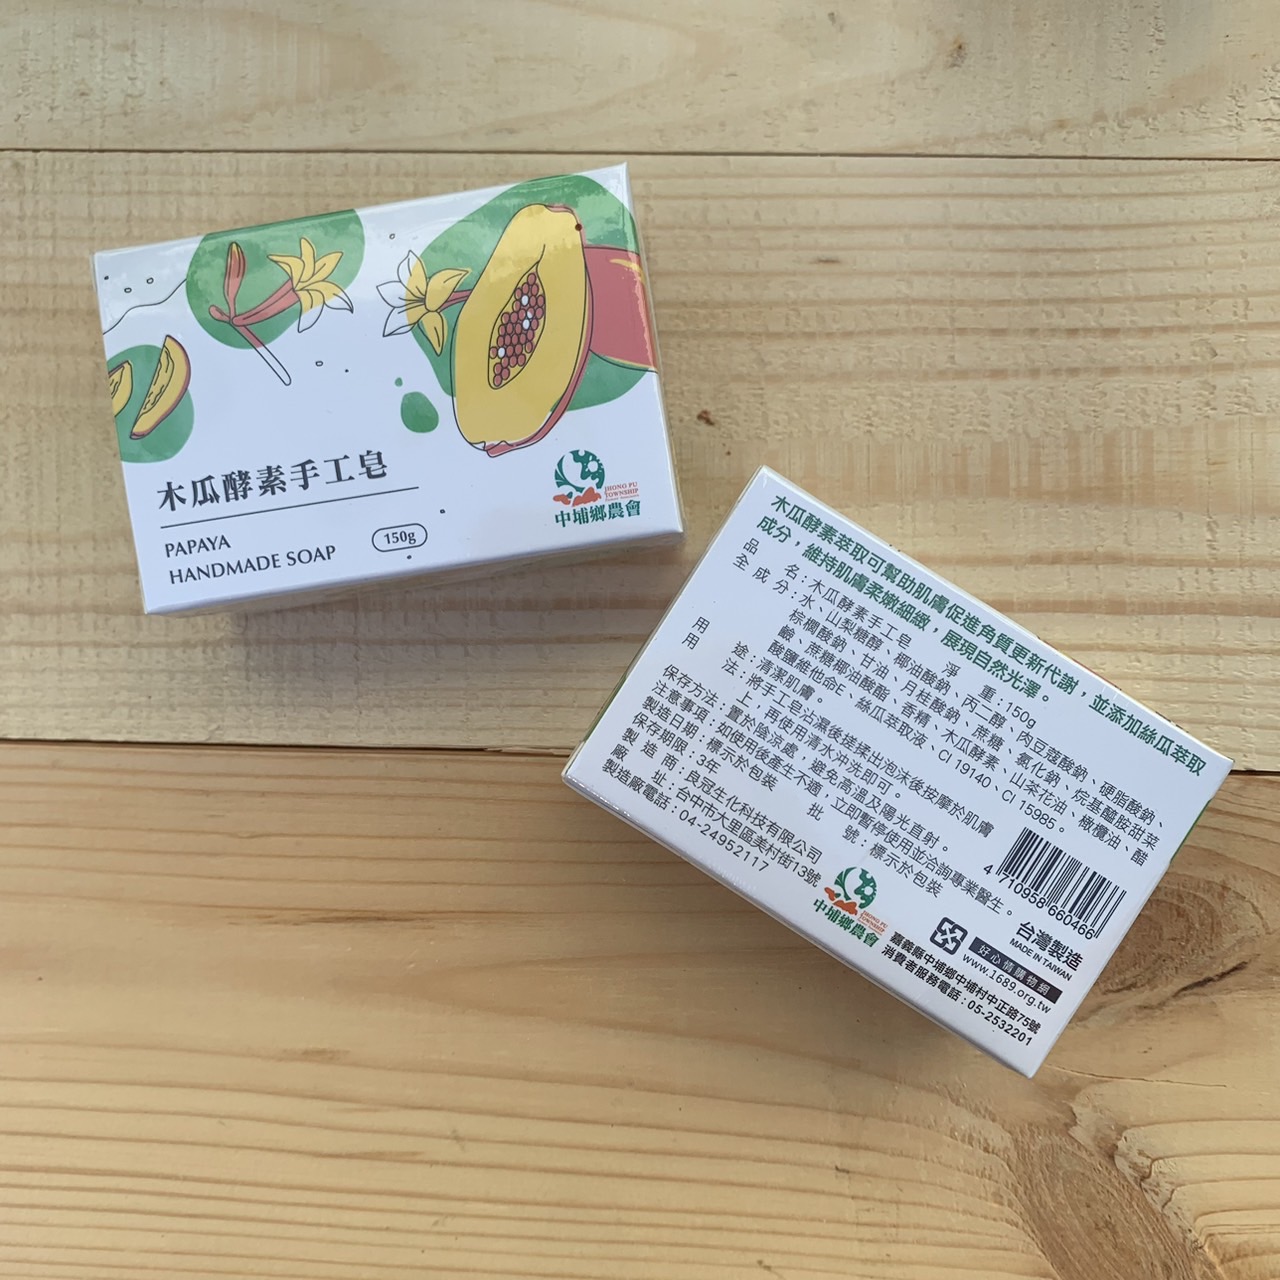 木瓜酵素手工皂
PAPAYA
HANDMADE SOAP
150g
JHONG PU
TOWNSHIP
中埔鄉農會
木瓜酵素萃取可幫助肌膚促進角質更新代謝，並添加絲瓜萃取
成分，維持肌膚柔嫩細緻，展現自然光澤。
品名：木瓜酵素手工皂 淨重：150g
全成分：水、山梨糖醇、椰油酸鈉、丙二醇、肉豆蔻酸鈉、硬脂酸鈉、
棕櫚酸鈉、甘油、月桂酸鈉、蔗糖、氯化鈉、烷基醯胺甜菜
鹼、蔗糖椰油酸酯、香精、木瓜酵素、山茶花油、橄欖油、醋
酸鹽維他命E、絲瓜萃取液、CI 19140、CI 15985。
用途：清潔肌膚。
用法：將手工皂沾濕後搓揉出泡沫後按摩於肌膚
上，再使用清水沖洗即可。
保存方法：置於陰涼處，避免高溫及陽光直射。
注意事項：如使用後產生不適，立即暫停使用並洽詢專業醫生。
製造日期：標示於包裝 批號：標示於包裝
保存期限：3年
製造商：良冠生化科技有限公司
廠址：台中市大里區美村街13號
製造廠電話：04-24952117
4 710958 660466
台灣製造
MADE IN TAIWAN
中埔鄉農會
JHONG PU
TOWNSHIP
好心情購物網
www.1689.org.tw
嘉義縣中埔鄉中埔村中正路75號
消費者服務電話：05-2532201